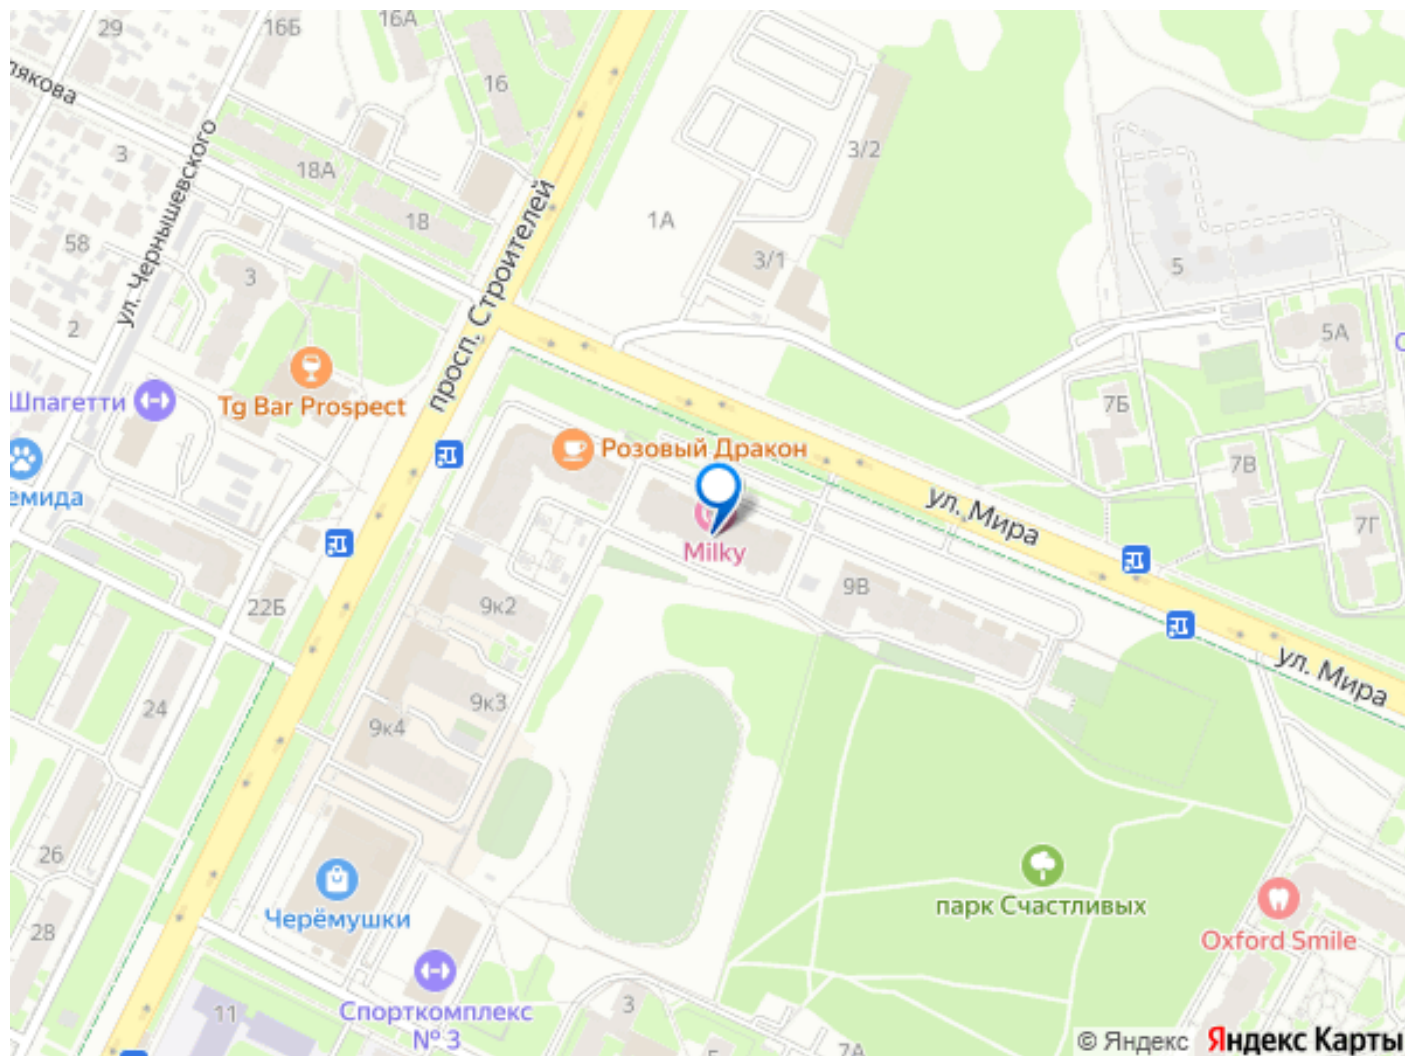 29
16Б
16А
16
лякова
ул. Чернышевского
3
18А
18
58
3
2
просп. Строителей
1А
3/2
3/1
5
5А
Шпагетти
Tg Bar Prospect
емида
Розовый Дракон
Milky
ул. Мира
7Б
7В
7Г
9В
22Б
9к2
9к3
9к4
24
26
28
ул. Мира
Черёмушки
парк Счастливых
Oxford Smile
Спорткомплекс
№ 3
11
3
7А
© Яндекс Яндекс Карты